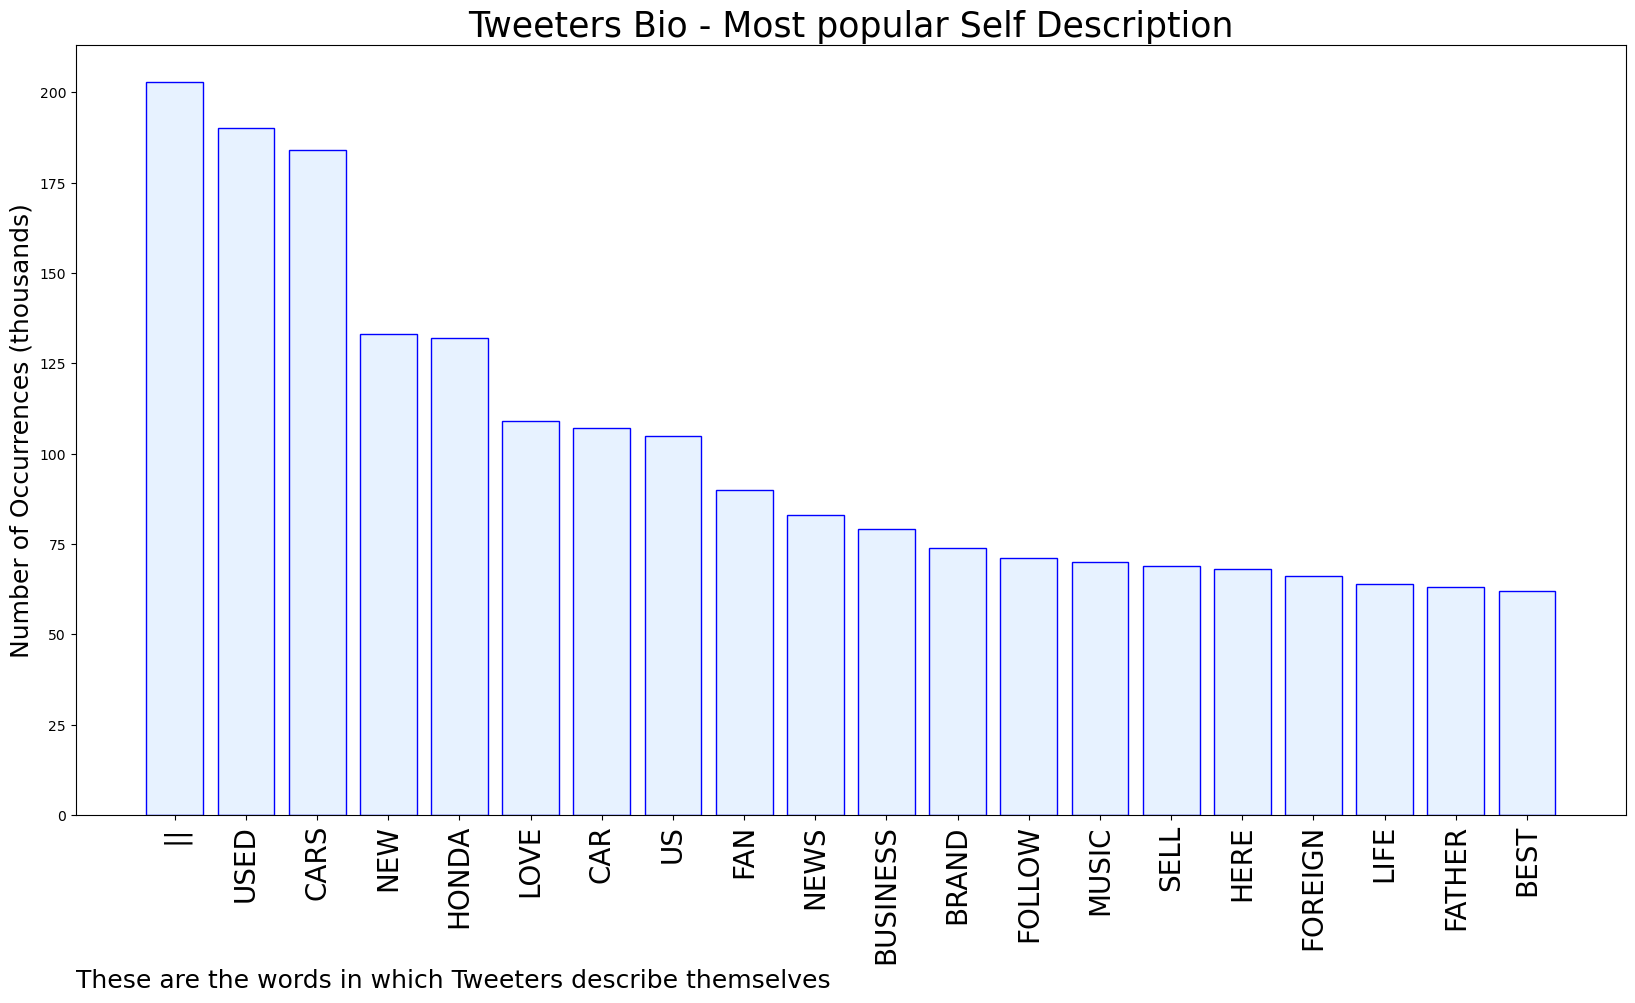 Tweeters Bio - Most popular Self Description
Number of Occurrences (thousands)
200
175
150
125
100
75
50
25
0
||
USED
CARS
NEW
HONDA
LOVE
CAR
US
FAN
NEWS
BUSINESS
BRAND
FOLLOW
MUSIC
SELL
HERE
FOREIGN
LIFE
FATHER
BEST
These are the words in which Tweeters describe themselves